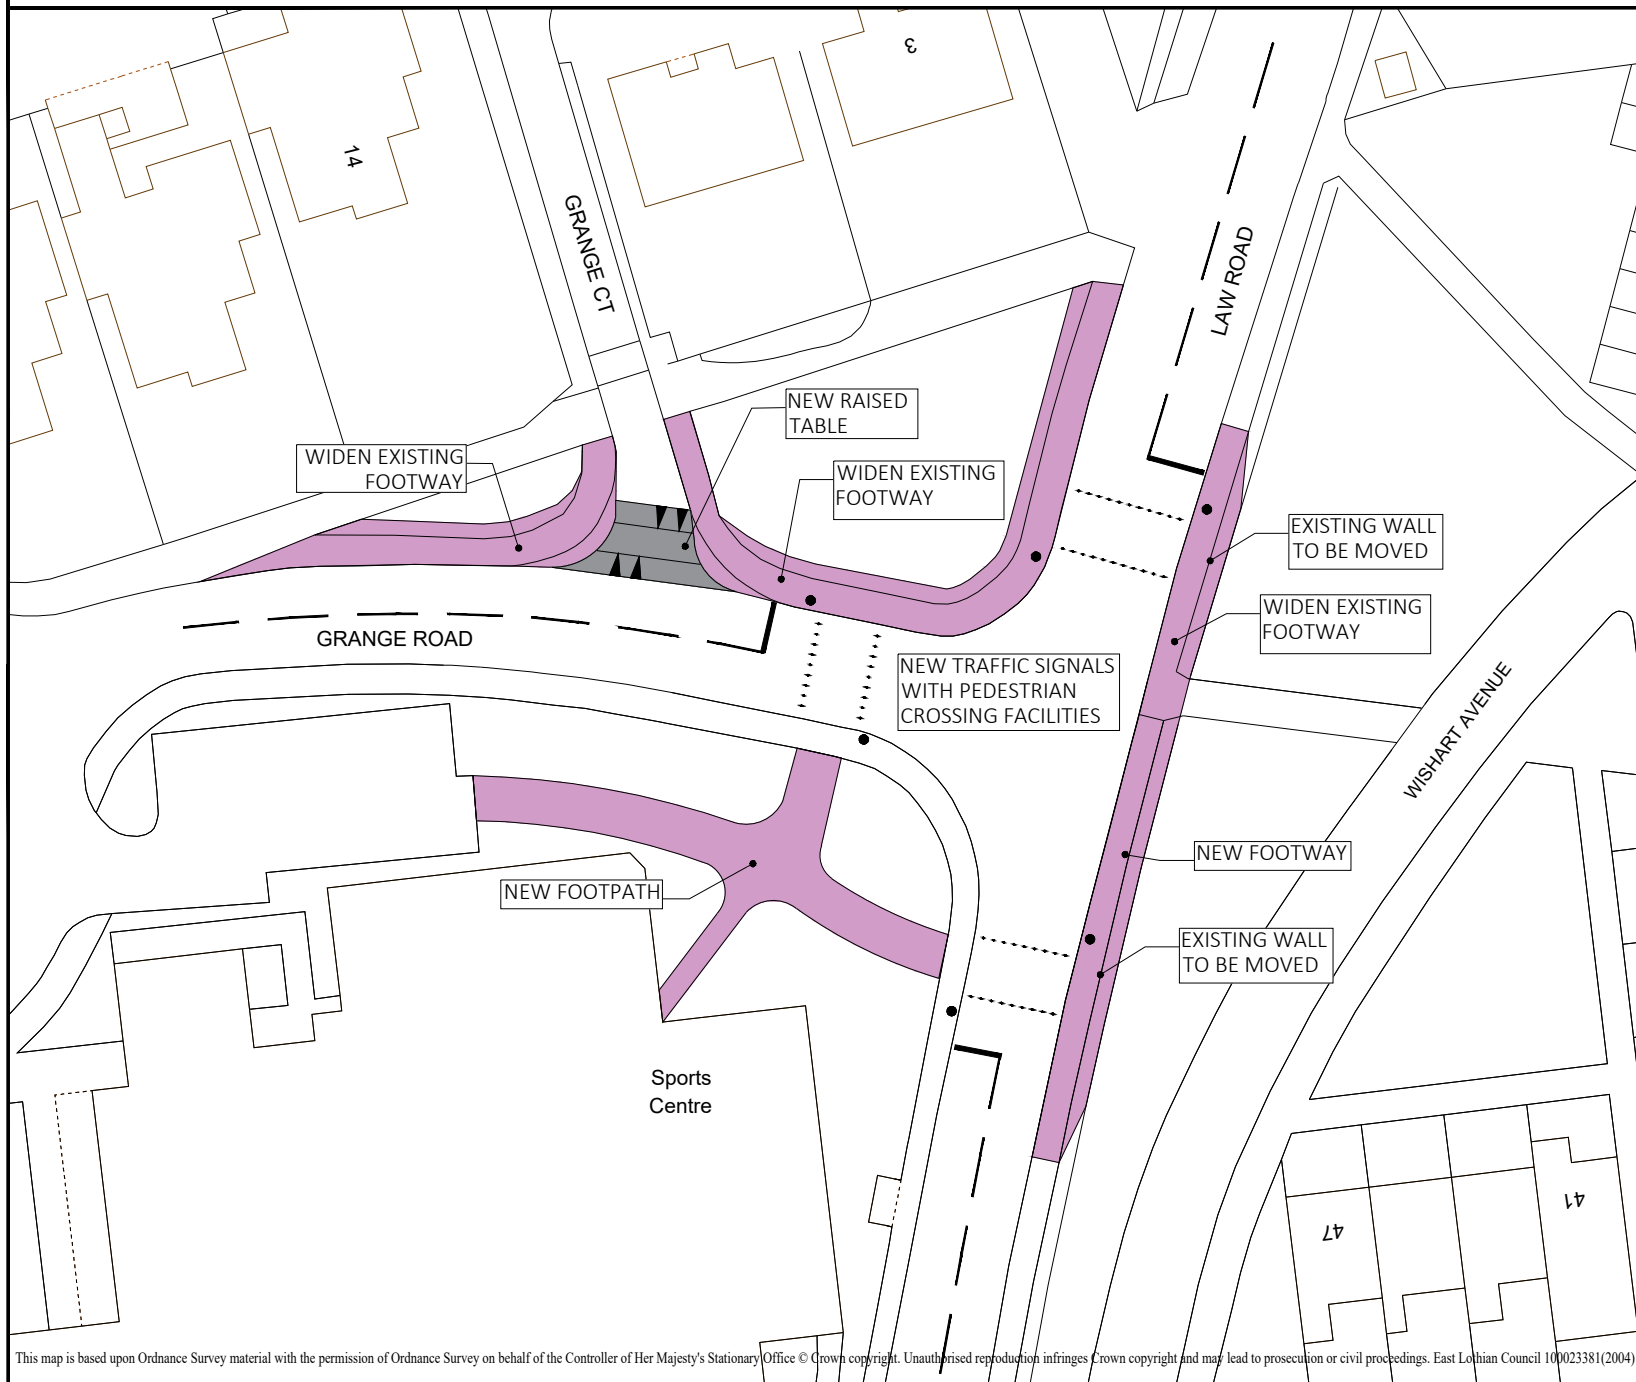 3
14
GRANGE CT
LAW ROAD
NEW RAISED
TABLE
WIDEN EXISTING
FOOTWAY
WIDEN EXISTING
FOOTWAY
EXISTING WALL
TO BE MOVED
WIDEN EXISTING
FOOTWAY
GRANGE ROAD
NEW TRAFFIC SIGNALS
WITH PEDESTRIAN
CROSSING FACILITIES
WISHART AVENUE
NEW FOOTWAY
NEW FOOTPATH
EXISTING WALL
TO BE MOVED
Sports
Centre
47
41
This map is based upon Ordnance Survey material with the permission of Ordnance Survey on behalf of the Controller of Her Majesty's Stationary Office © Crown copyright. Unauthorised reproduction infringes Crown copyright and may lead to prosecution or civil proceedings. East Lothian Council 100023381(2004)